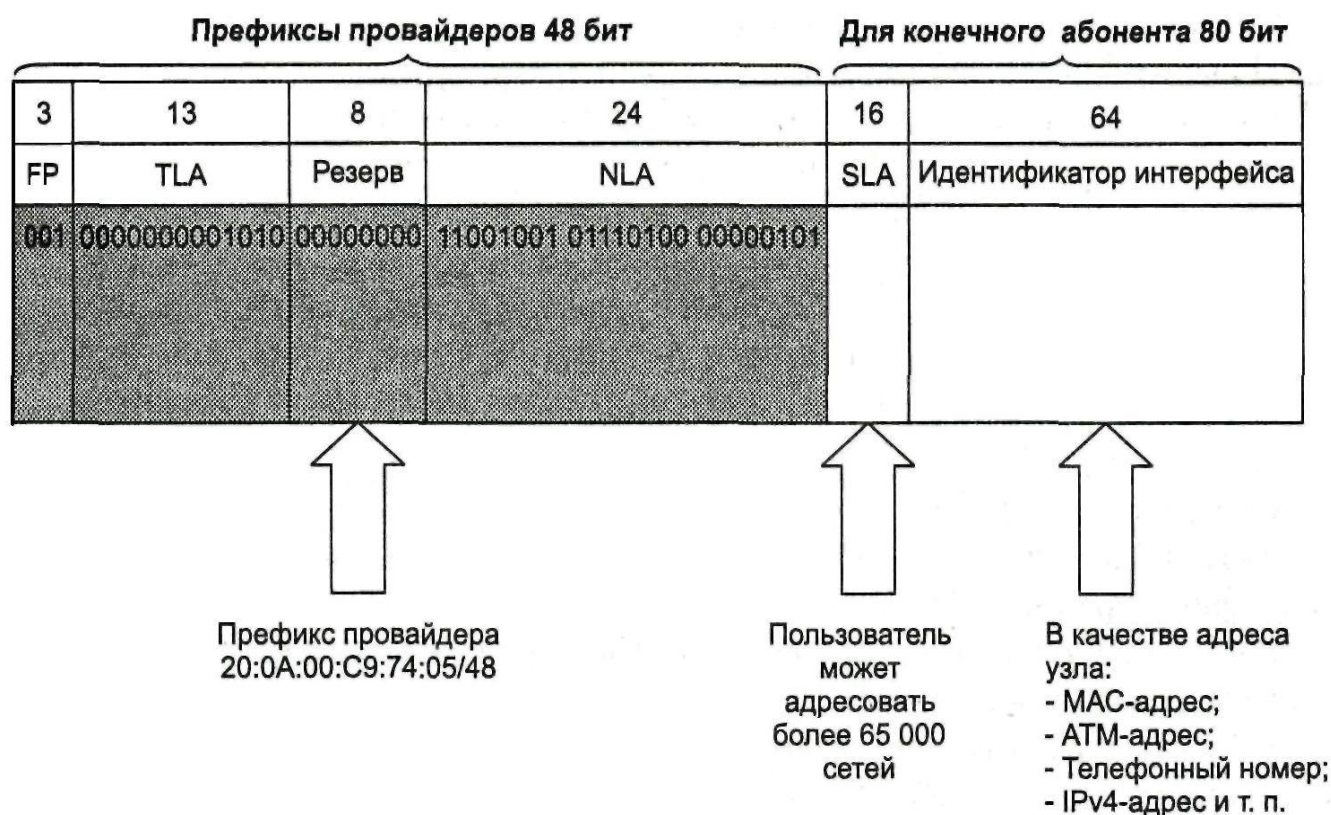 Префиксы провайдеров 48 бит Для конечного абонента 80 бит
3 13 8 24 16 64
FP TLA Резерв NLA SLA Идентификатор интерфейса
001 0000000001010 00000000 11001001 01110100 00000101
Префикс провайдера
20:0A:00:C9:74:05/48
Пользователь
может
адресовать
более 65 000
сетей
В качестве адреса
узла:
- MAC-адрес;
- ATM-адрес;
- Телефонный номер;
- IPv4-адрес и т. п.